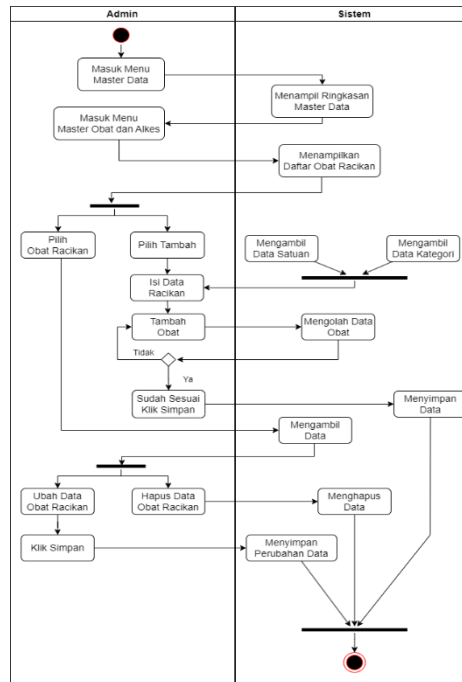 Admin
Sistem
Masuk Menu
Master Data
Menampil Ringkasan
Master Data
Masuk Menu
Master Obat dan Alkes
Menampilkan
Daftar Obat Racikan
Pilih
Obat Racikan
Pilih Tambah
Mengambil
Data Satuan
Mengambil
Data Kategori
Isi Data
Racikan
Tambah
Obat
Mengolah Data
Obat
Tidak
Ya
Sudah Sesuai
Klik Simpan
Menyimpan
Data
Mengambil
Data
Ubah Data
Obat Racikan
Hapus Data
Obat Racikan
Menghapus
Data
Klik Simpan
Menyimpan
Perubahan Data